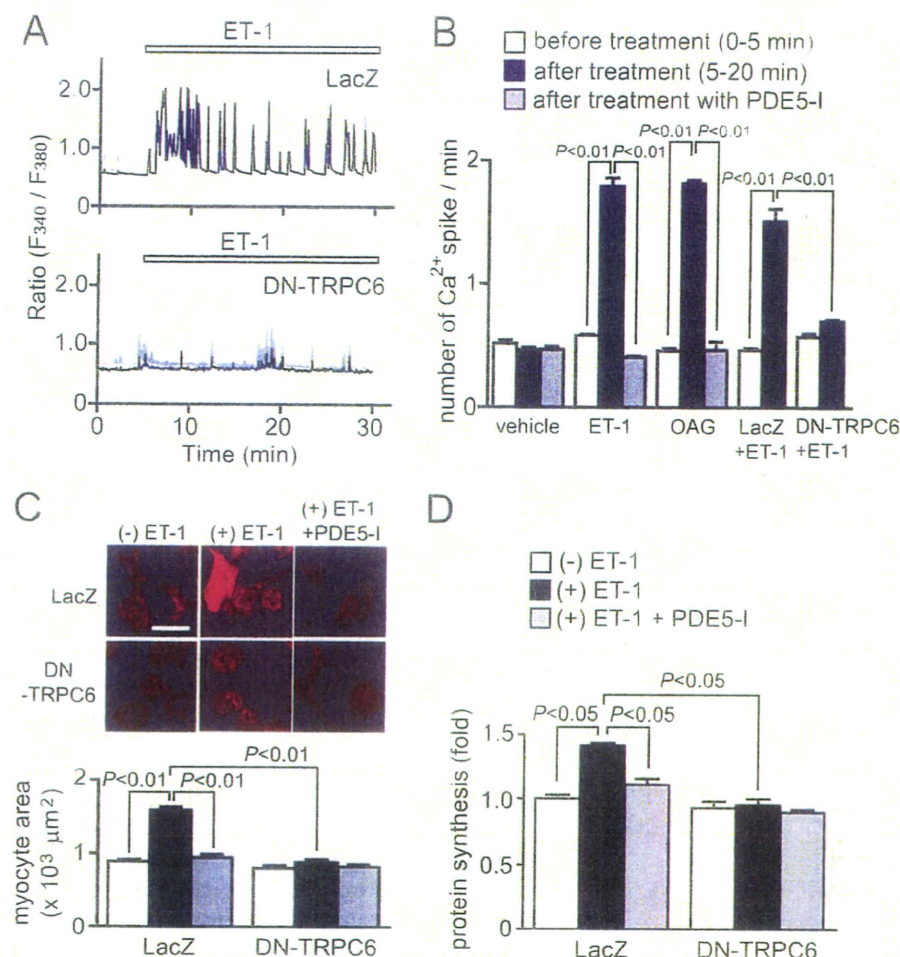 A
ET-1
LacZ
2.0
1.0
0
Ratio (F340 / F380)
ET-1
DN-TRPC6
2.0
1.0
0
0 10 20 30
Time (min)
B
before treatment (0-5 min)
after treatment (5-20 min)
after treatment with PDE5-I
P<0.01 P<0.01
P<0.01 P<0.01
P<0.01 P<0.01
number of Ca2+ spike / min
2
1
0
vehicle ET-1 OAG LacZ DN-TRPC6
+ET-1 +ET-1
C
(-) ET-1 (+) ET-1 (+) ET-1
+PDE5-I
LacZ
DN
-TRPC6
P<0.01
P<0.01 P<0.01
myocyte area
(x 103 μm2)
2
1
0
LacZ DN-TRPC6
D
(-) ET-1
(+) ET-1
(+) ET-1 + PDE5-I
P<0.05
P<0.05 P<0.05
protein synthesis (fold)
1.5
1.0
0.5
0
LacZ DN-TRPC6